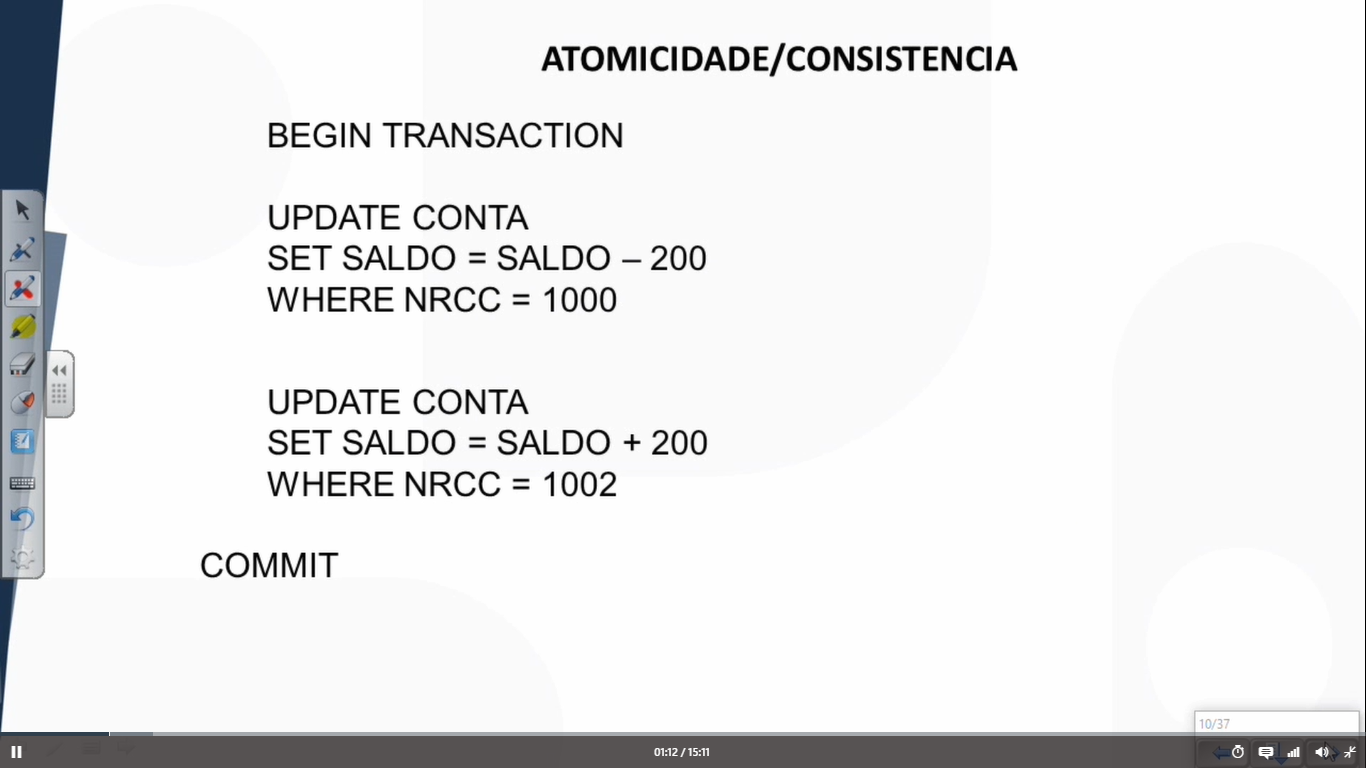 ATOMICIDADE/CONSISTENCIA
BEGIN TRANSACTION
UPDATE CONTA
SET SALDO = SALDO – 200
WHERE NRCC = 1000
UPDATE CONTA
SET SALDO = SALDO + 200
WHERE NRCC = 1002
COMMIT
10/37
01:12 / 15:11